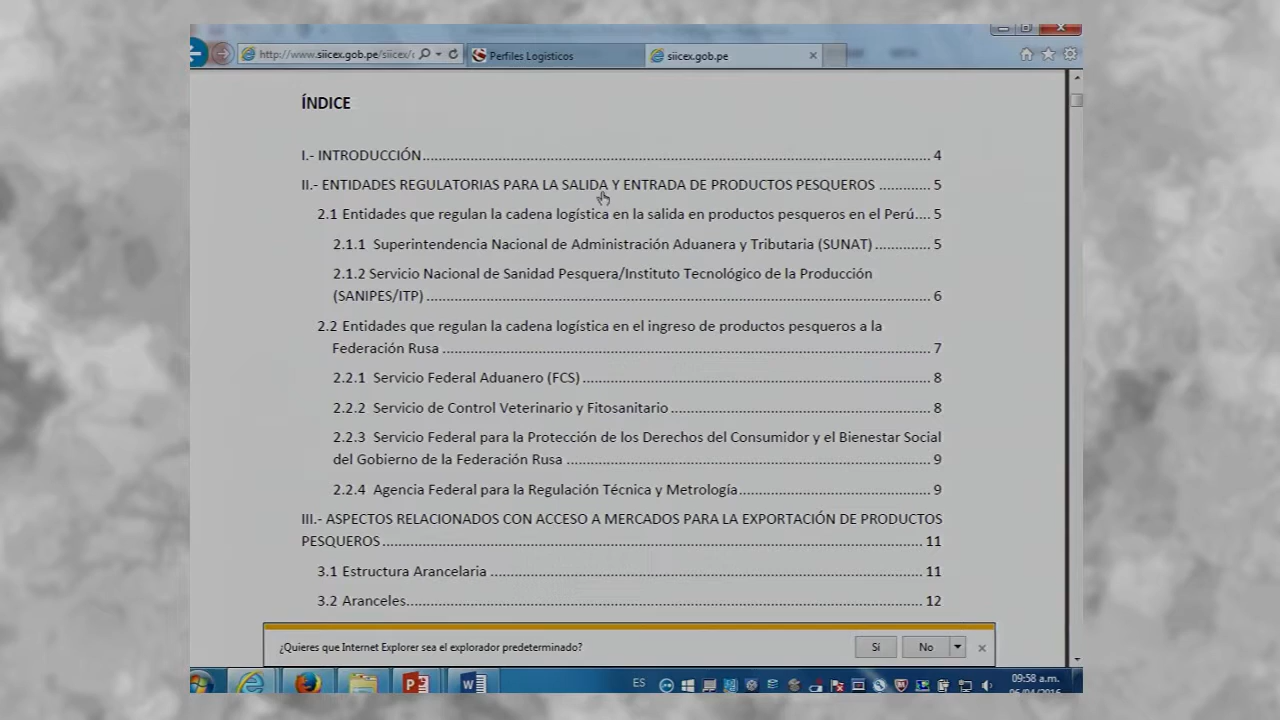 http://www.siicex.gob.pe/siicex/
Perfiles Logísticos
siicex.gob.pe
ÍNDICE
I.- INTRODUCCIÓN 4
II.- ENTIDADES REGULATORIAS PARA LA SALIDA Y ENTRADA DE PRODUCTOS PESQUEROS 5
2.1 Entidades que regulan la cadena logística en la salida en productos pesqueros en el Perú.... 5
2.1.1 Superintendencia Nacional de Administración Aduanera y Tributaria (SUNAT) 5
2.1.2 Servicio Nacional de Sanidad Pesquera/Instituto Tecnológico de la Producción
(SANIPES/ITP) 6
2.2 Entidades que regulan la cadena logística en el ingreso de productos pesqueros a la
Federación Rusa 7
2.2.1 Servicio Federal Aduanero (FCS) 8
2.2.2 Servicio de Control Veterinario y Fitosanitario 8
2.2.3 Servicio Federal para la Protección de los Derechos del Consumidor y el Bienestar Social
del Gobierno de la Federación Rusa 9
2.2.4 Agencia Federal para la Regulación Técnica y Metrología 9
III.- ASPECTOS RELACIONADOS CON ACCESO A MERCADOS PARA LA EXPORTACIÓN DE PRODUCTOS
PESQUEROS 11
3.1 Estructura Arancelaria 11
3.2 Aranceles 12
¿Quieres que Internet Explorer sea el explorador predeterminado?
Sí
No
ES
09:58 a.m.
06/04/2016